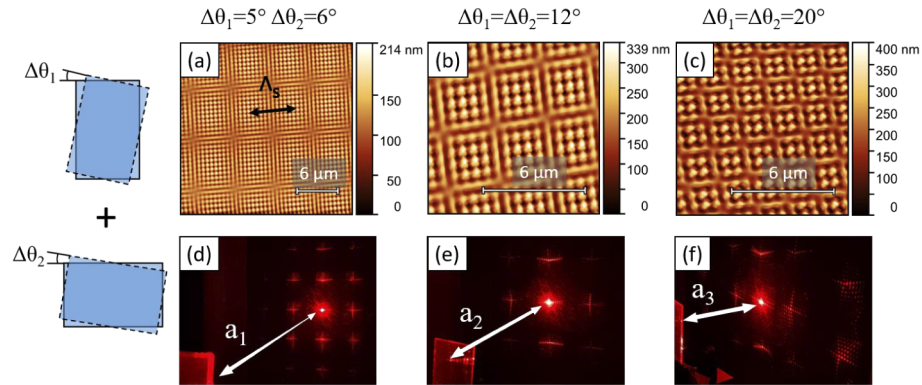 Δθ₁=5° Δθ₂=6°
Δθ₁=Δθ₂=12°
Δθ₁=Δθ₂=20°
Δθ₁
+
Δθ₂
(a)
Λₛ
6 μm
214 nm
150
100
50
0
(b)
6 μm
339 nm
300
250
200
150
100
0
(c)
6 μm
400 nm
350
300
250
200
150
100
0
(d)
a₁
(e)
a₂
(f)
a₃